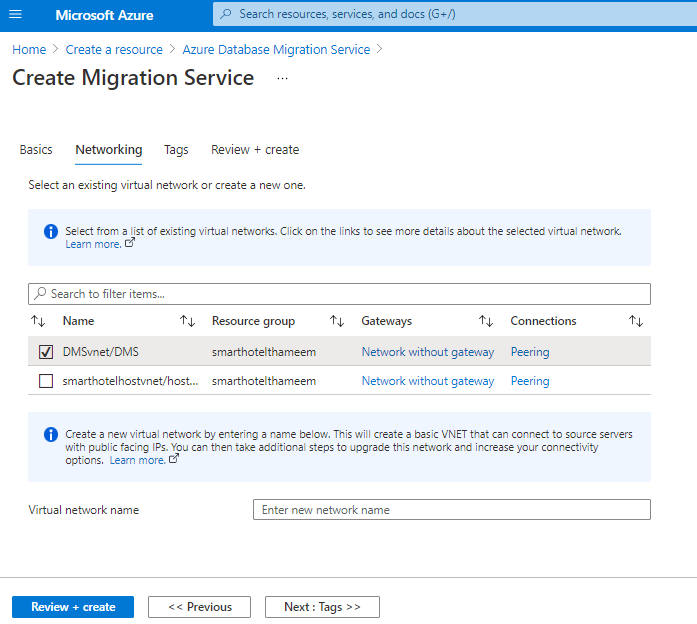 Microsoft Azure
Search resources, services, and docs (G+/)
Home > Create a resource > Azure Database Migration Service >
Create Migration Service ...
Basics Networking Tags Review + create
Select an existing virtual network or create a new one.
Select from a list of existing virtual networks. Click on the links to see more details about the selected virtual network.
Learn more.
Search to filter items...
Name Resource group Gateways Connections
DMSvnet/DMS smarthotelthameem Network without gateway Peering
smarthotelhostvnet/host... smarthotelthameem Network without gateway Peering
Create a new virtual network by entering a name below. This will create a basic VNET that can connect to source servers
with public facing IPs. You can then take additional steps to upgrade this network and increase your connectivity
options. Learn more.
Virtual network name Enter new network name
Review + create << Previous Next : Tags >>